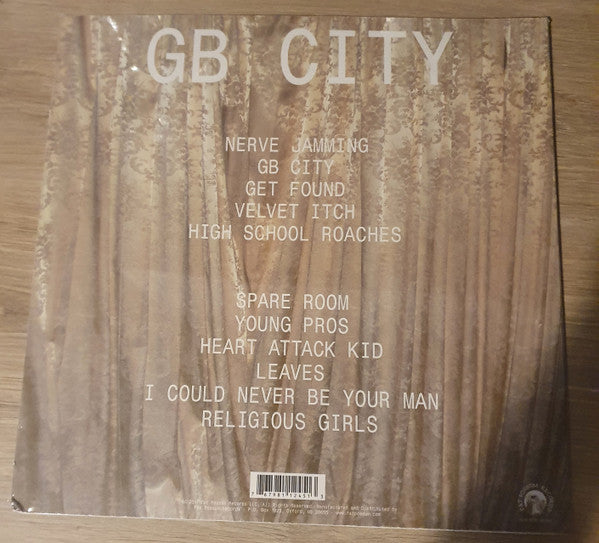 GB CITY
NERVE JAMMING
GB CITY
GET FOUND
VELVET ITCH
HIGH SCHOOL ROACHES
SPARE ROOM
YOUNG PROS
HEART ATTACK KID
LEAVES
I COULD NEVER BE YOUR MAN
RELIGIOUS GIRLS